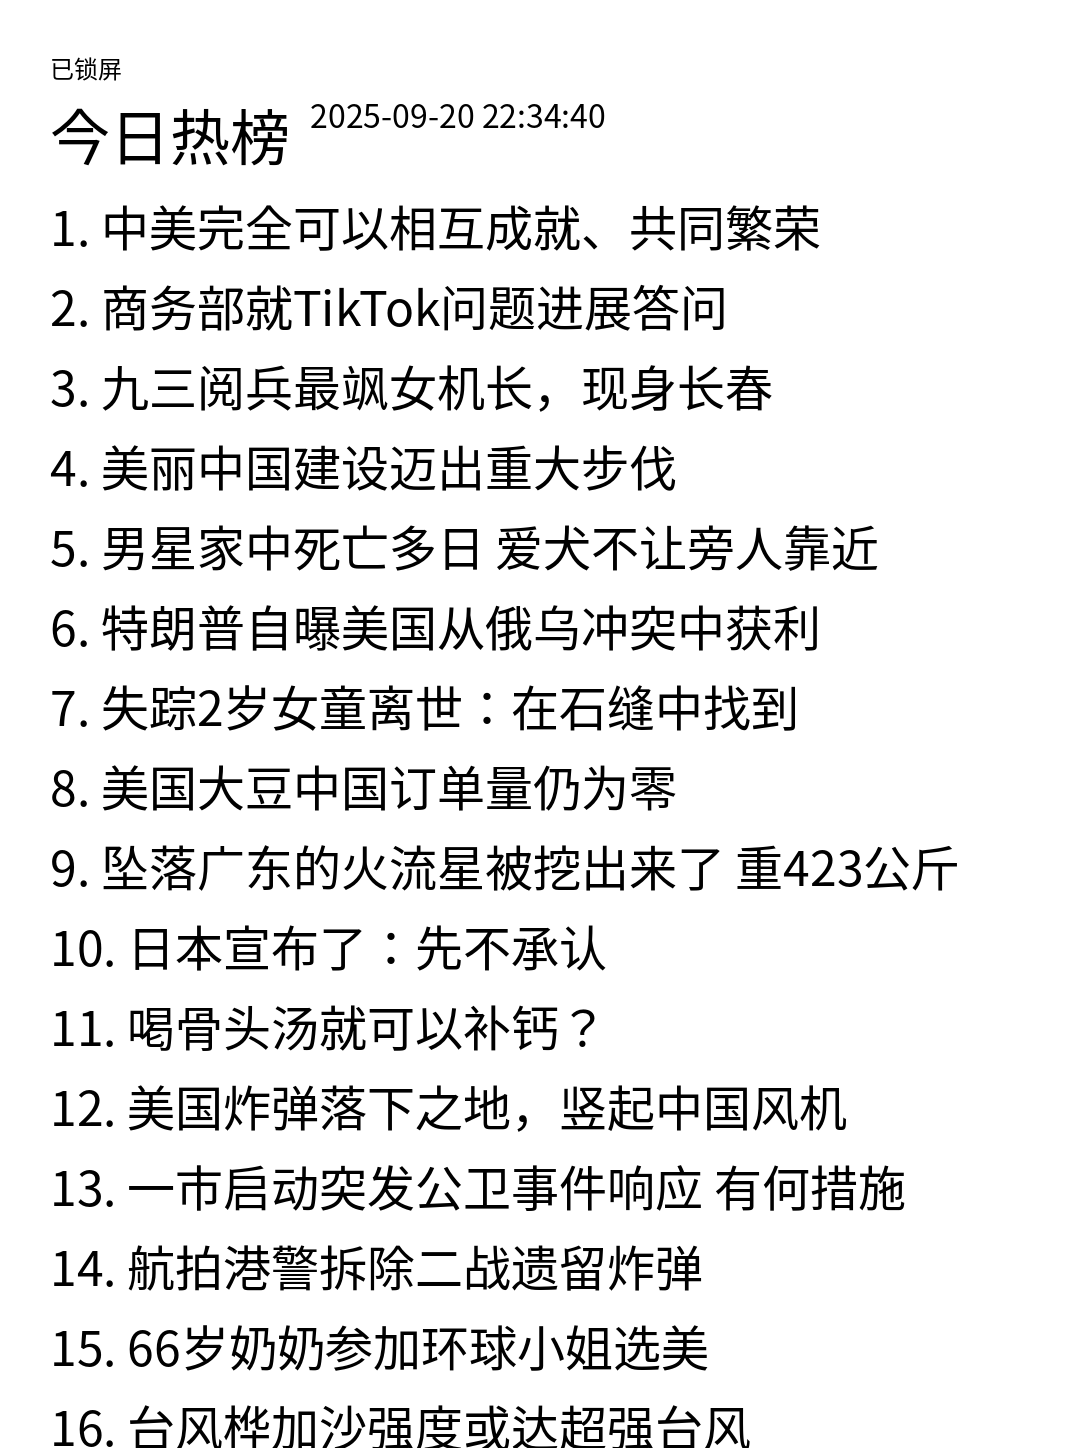 已锁屏
今日热榜 2025-09-20 22:34:40
1. 中美完全可以相互成就、共同繁荣
2. 商务部就TikTok问题进展答问
3. 九三阅兵最飒女机长，现身长春
4. 美丽中国建设迈出重大步伐
5. 男星家中死亡多日 爱犬不让旁人靠近
6. 特朗普自曝美国从俄乌冲突中获利
7. 失踪2岁女童离世：在石缝中找到
8. 美国大豆中国订单量仍为零
9. 坠落广东的火流星被挖出来了 重423公斤
10. 日本宣布了：先不承认
11. 喝骨头汤就可以补钙？
12. 美国炸弹落下之地，竖起中国风机
13. 一市启动突发公卫事件响应 有何措施
14. 航拍港警拆除二战遗留炸弹
15. 66岁奶奶参加环球小姐选美
16. 台风桦加沙强度或达超强台风